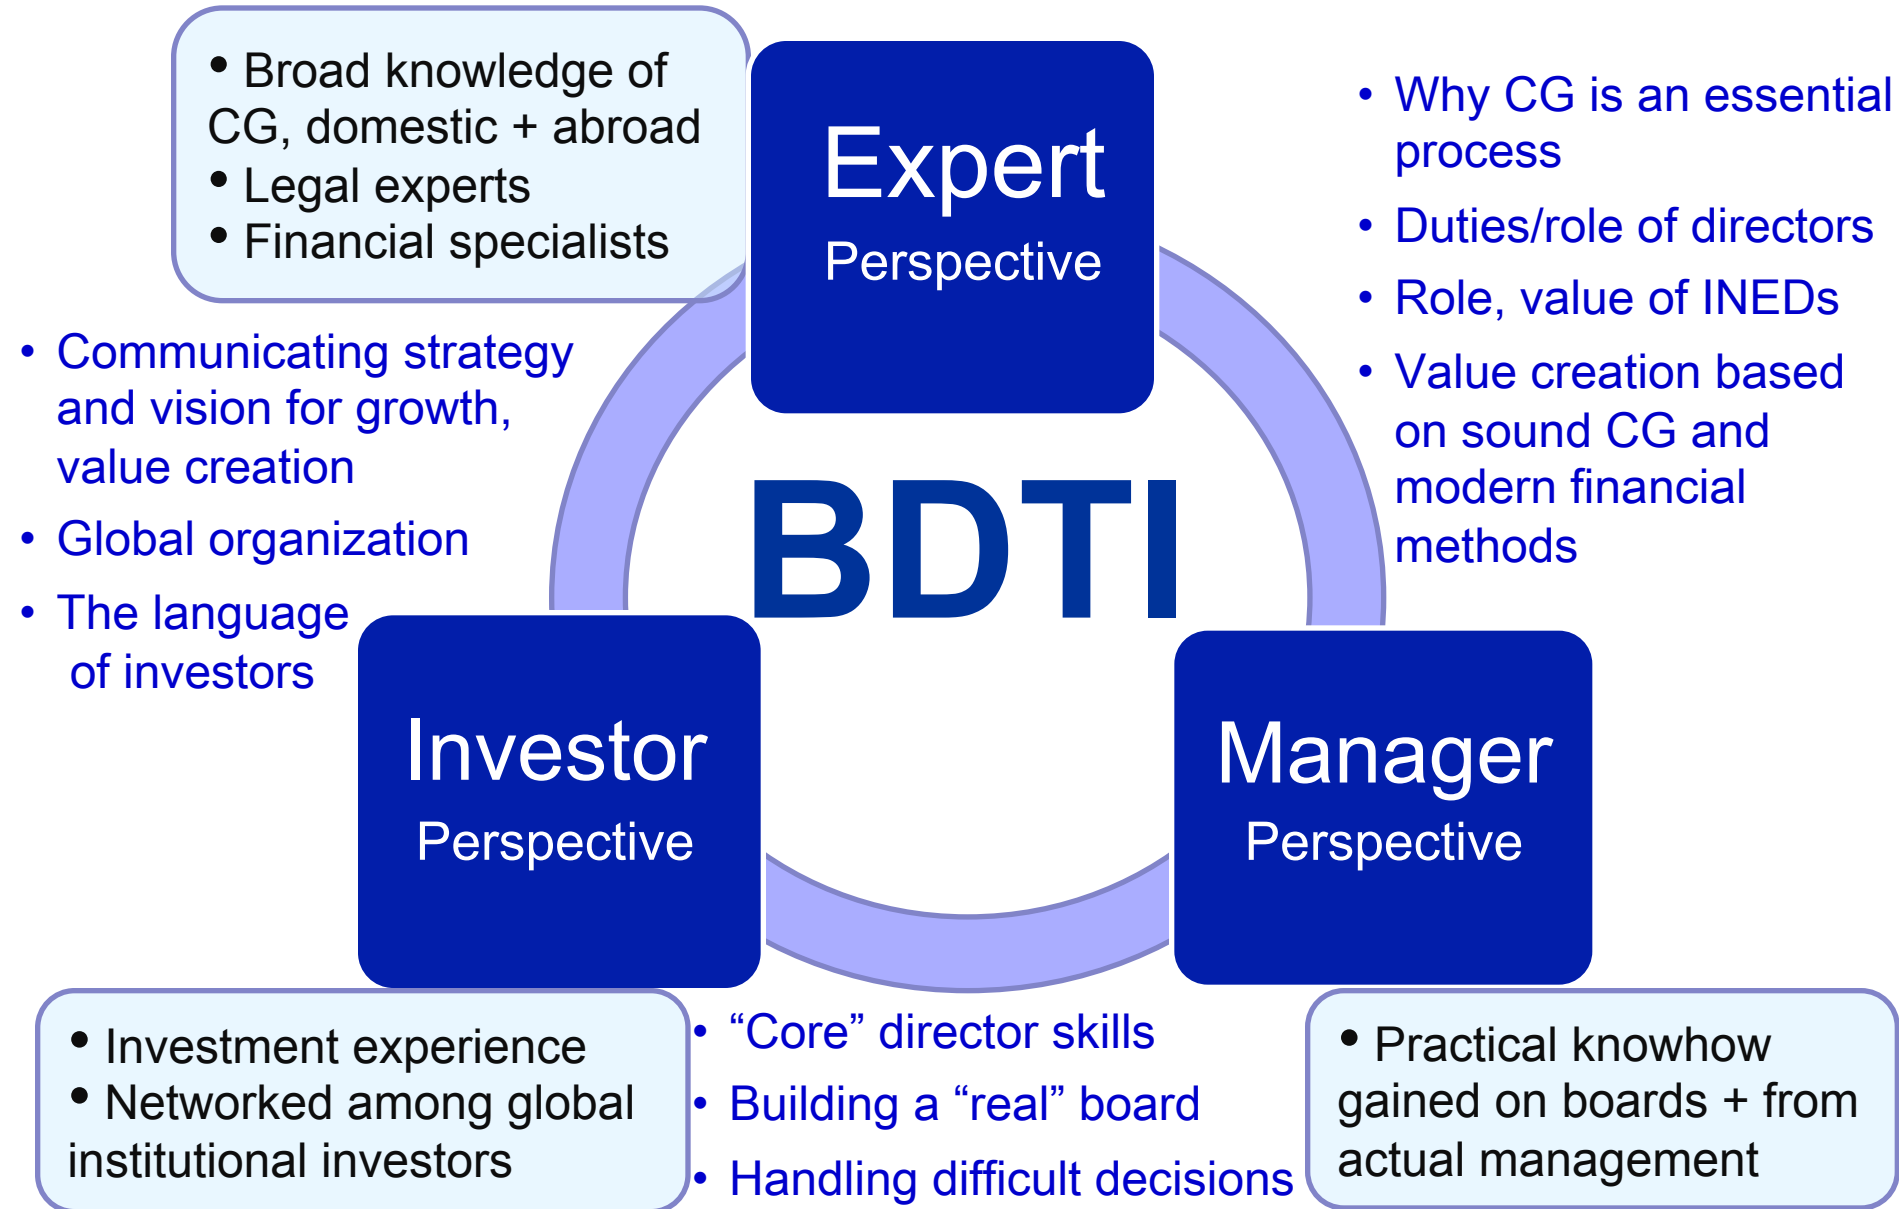 • Broad knowledge of
CG, domestic + abroad
• Legal experts
• Financial specialists
Expert
Perspective
• Why CG is an essential
process
• Duties/role of directors
• Role, value of INEDs
• Value creation based
on sound CG and
modern financial
methods
• Communicating strategy
and vision for growth,
value creation
• Global organization
• The language
of investors
BDTI
Investor
Perspective
Manager
Perspective
• Investment experience
• Networked among global
institutional investors
• “Core” director skills
• Building a “real” board
• Handling difficult decisions
• Practical knowhow
gained on boards + from
actual management